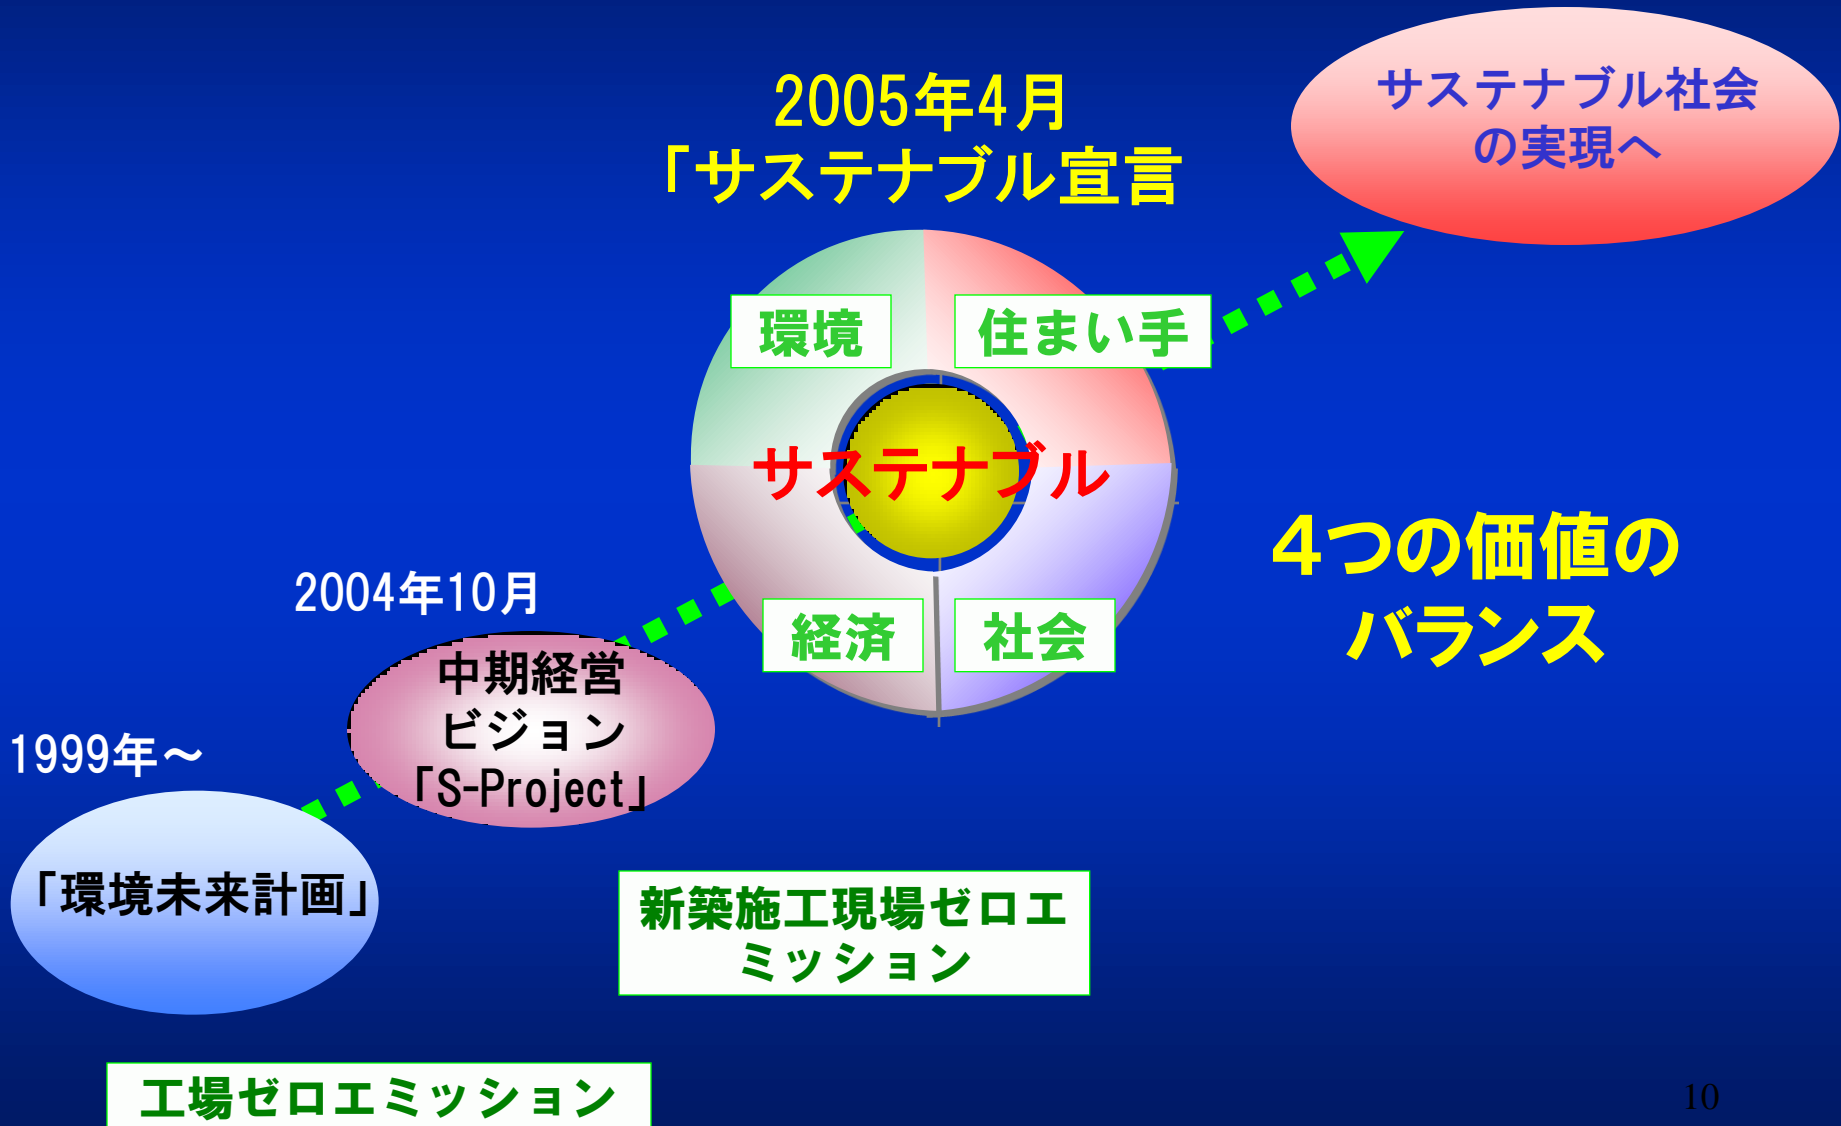 サステナブル社会
の実現へ
2005年4月
「サステナブル宣言
環境
住まい手
サステナブル
経済
社会
4つの価値の
バランス
2004年10月
中期経営
ビジョン
「S-Project」
1999年～
「環境未来計画」
新築施工現場ゼロエ
ミッション
工場ゼロエミッション
10